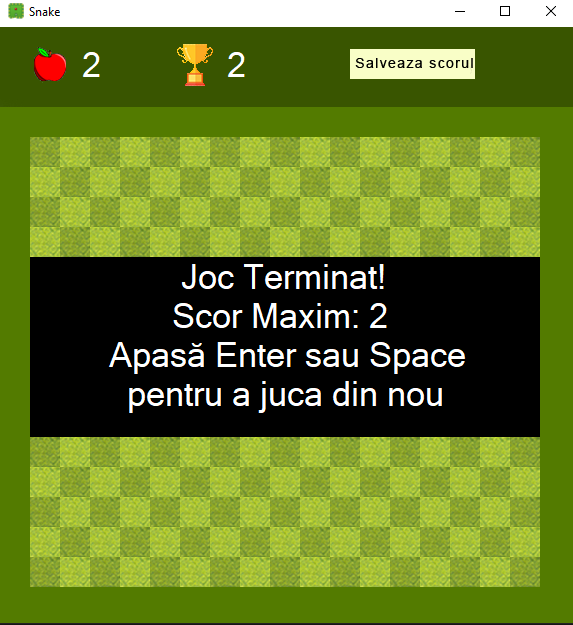 Snake
2
2
Salveaza scorul
Joc Terminat!
Scor Maxim: 2
Apasă Enter sau Space
pentru a juca din nou